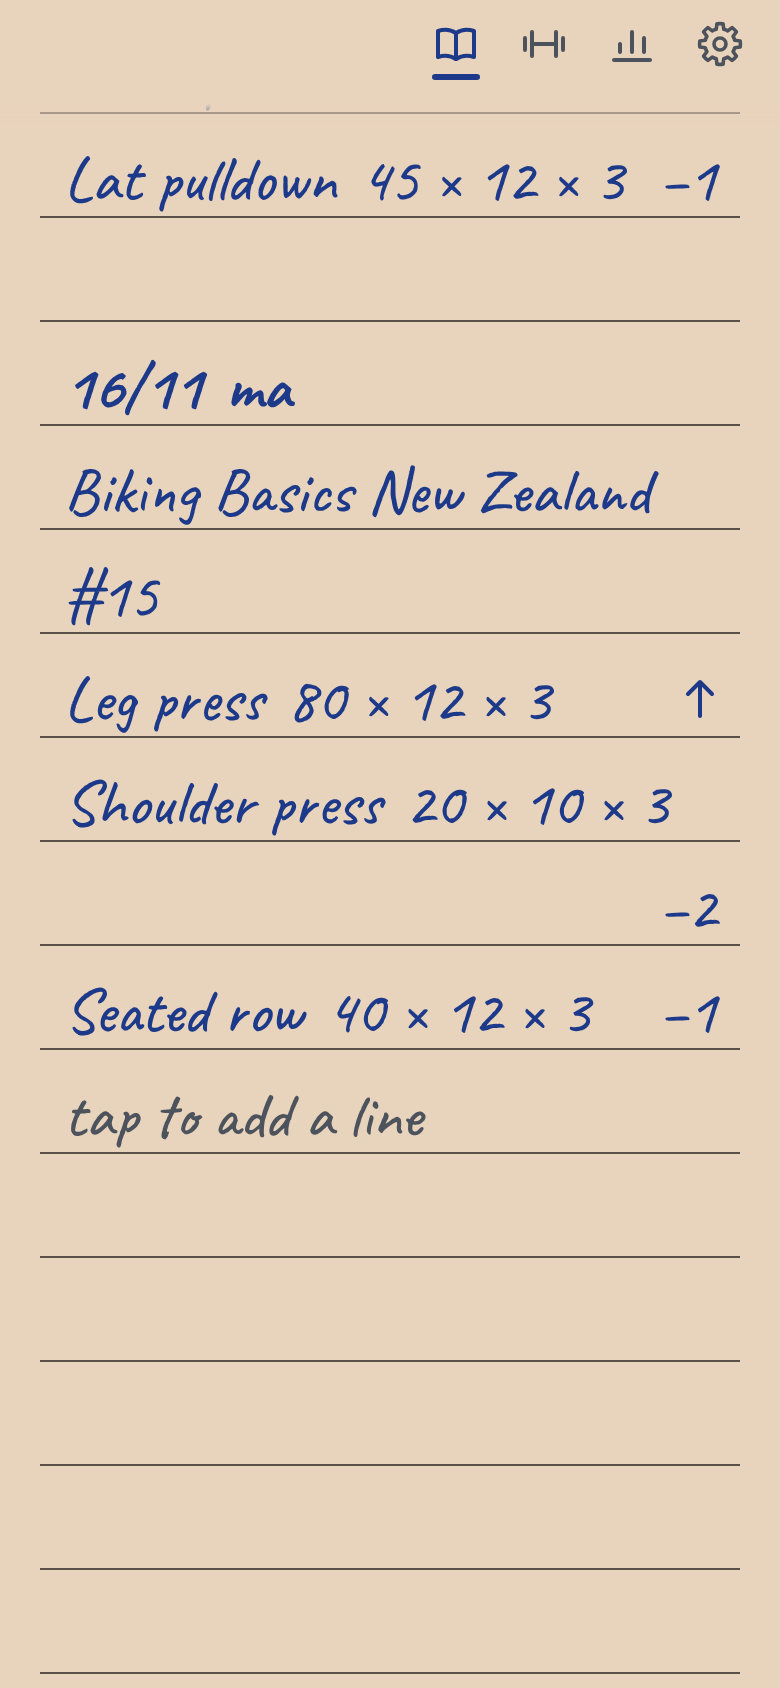 Lat pulldown 45 × 12 × 3 −1
16/11 ma
Biking Basics New Zealand
#15
Leg press 80 × 12 × 3 ↑
Shoulder press 20 × 10 × 3
−2
Seated row 40 × 12 × 3 −1
tap to add a line